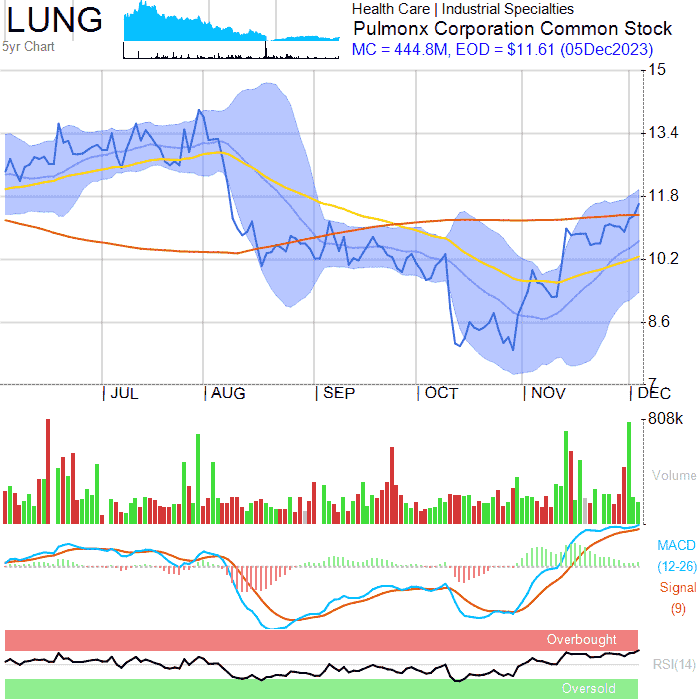 LUNG
5yr Chart
Health Care | Industrial Specialties
Pulmonx Corporation Common Stock
MC = 444.8M, EOD = $11.61 (05Dec2023)
15
13.4
11.8
10.2
8.6
7
JUL AUG SEP OCT NOV DEC
808k
Volume
MACD
(12-26)
Signal
(9)
Overbought
RSI(14)
Oversold